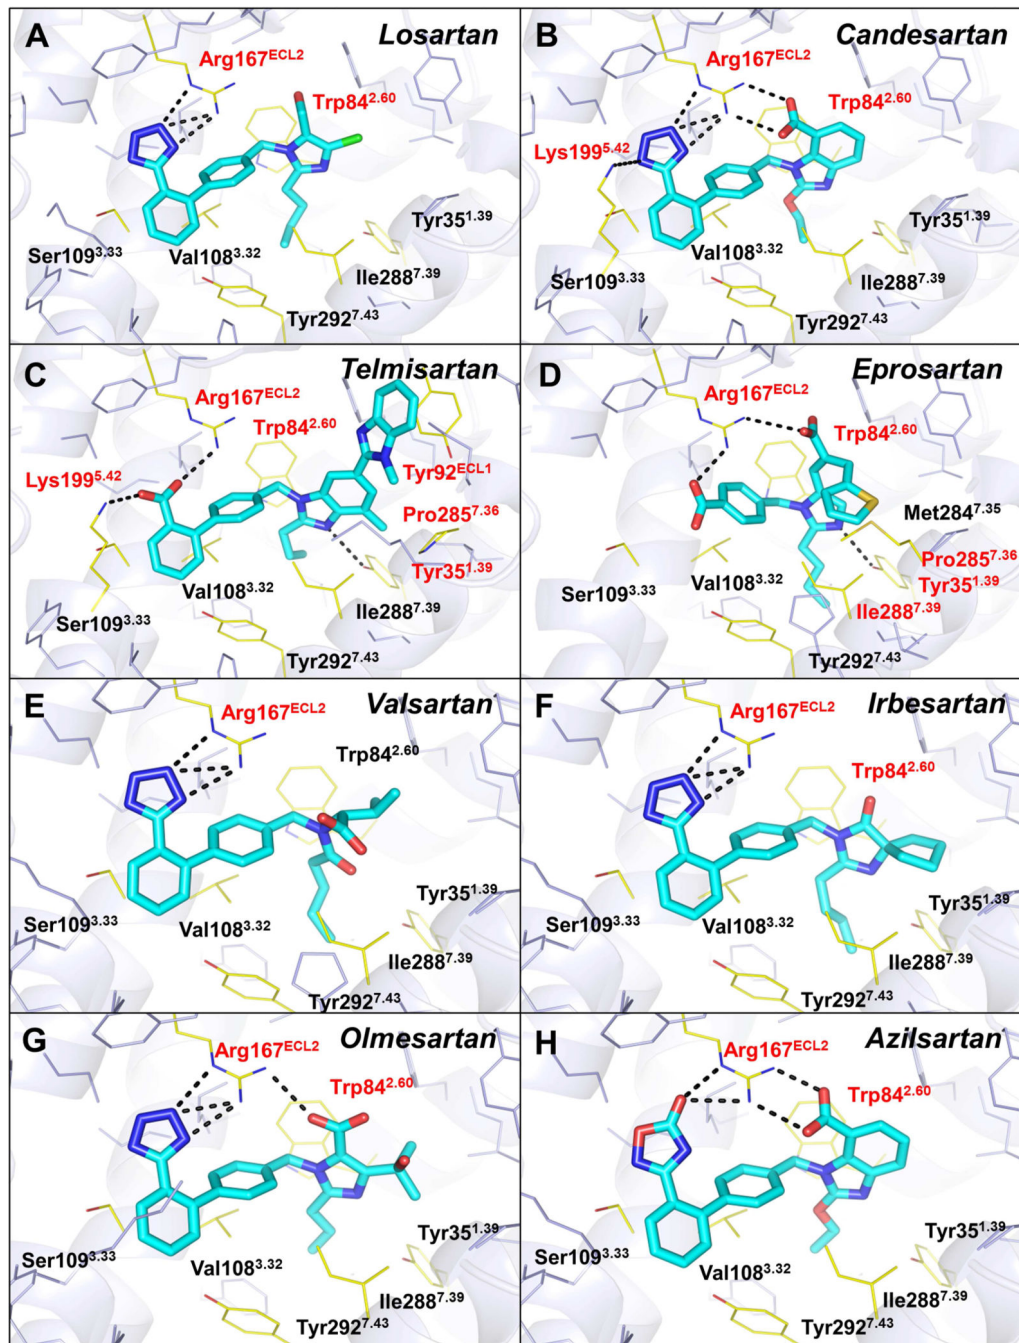 A Losartan
Arg167ECL2
Trp842.60
Tyr351.39
Ser1093.33
Val1083.32
Ile2887.39
Tyr2927.43
B Candesartan
Arg167ECL2
Trp842.60
Lys1995.42
Tyr351.39
Val1083.32
Ser1093.33
Ile2887.39
Tyr2927.43
C Telmisartan
Arg167ECL2
Trp842.60
Lys1995.42
Tyr92ECL1
Pro2857.36
Tyr351.39
Val1083.32
Ile2887.39
Ser1093.33
Tyr2927.43
D Eprosartan
Arg167ECL2
Trp842.60
Met2847.35
Pro2857.36
Val1083.32
Tyr351.39
Ser1093.33
Ile2887.39
Tyr2927.43
E Valsartan
Arg167ECL2
Trp842.60
Tyr351.39
Ser1093.33
Val1083.32
Ile2887.39
Tyr2927.43
F Irbesartan
Arg167ECL2
Trp842.60
Tyr351.39
Ser1093.33
Val1083.32
Ile2887.39
Tyr2927.43
G Olmesartan
Arg167ECL2
Trp842.60
Tyr351.39
Ser1093.33
Val1083.32
Ile2887.39
Tyr2927.43
H Azilsartan
Arg167ECL2
Trp842.60
Tyr351.39
Ser1093.33
Val1083.32
Ile2887.39
Tyr2927.43